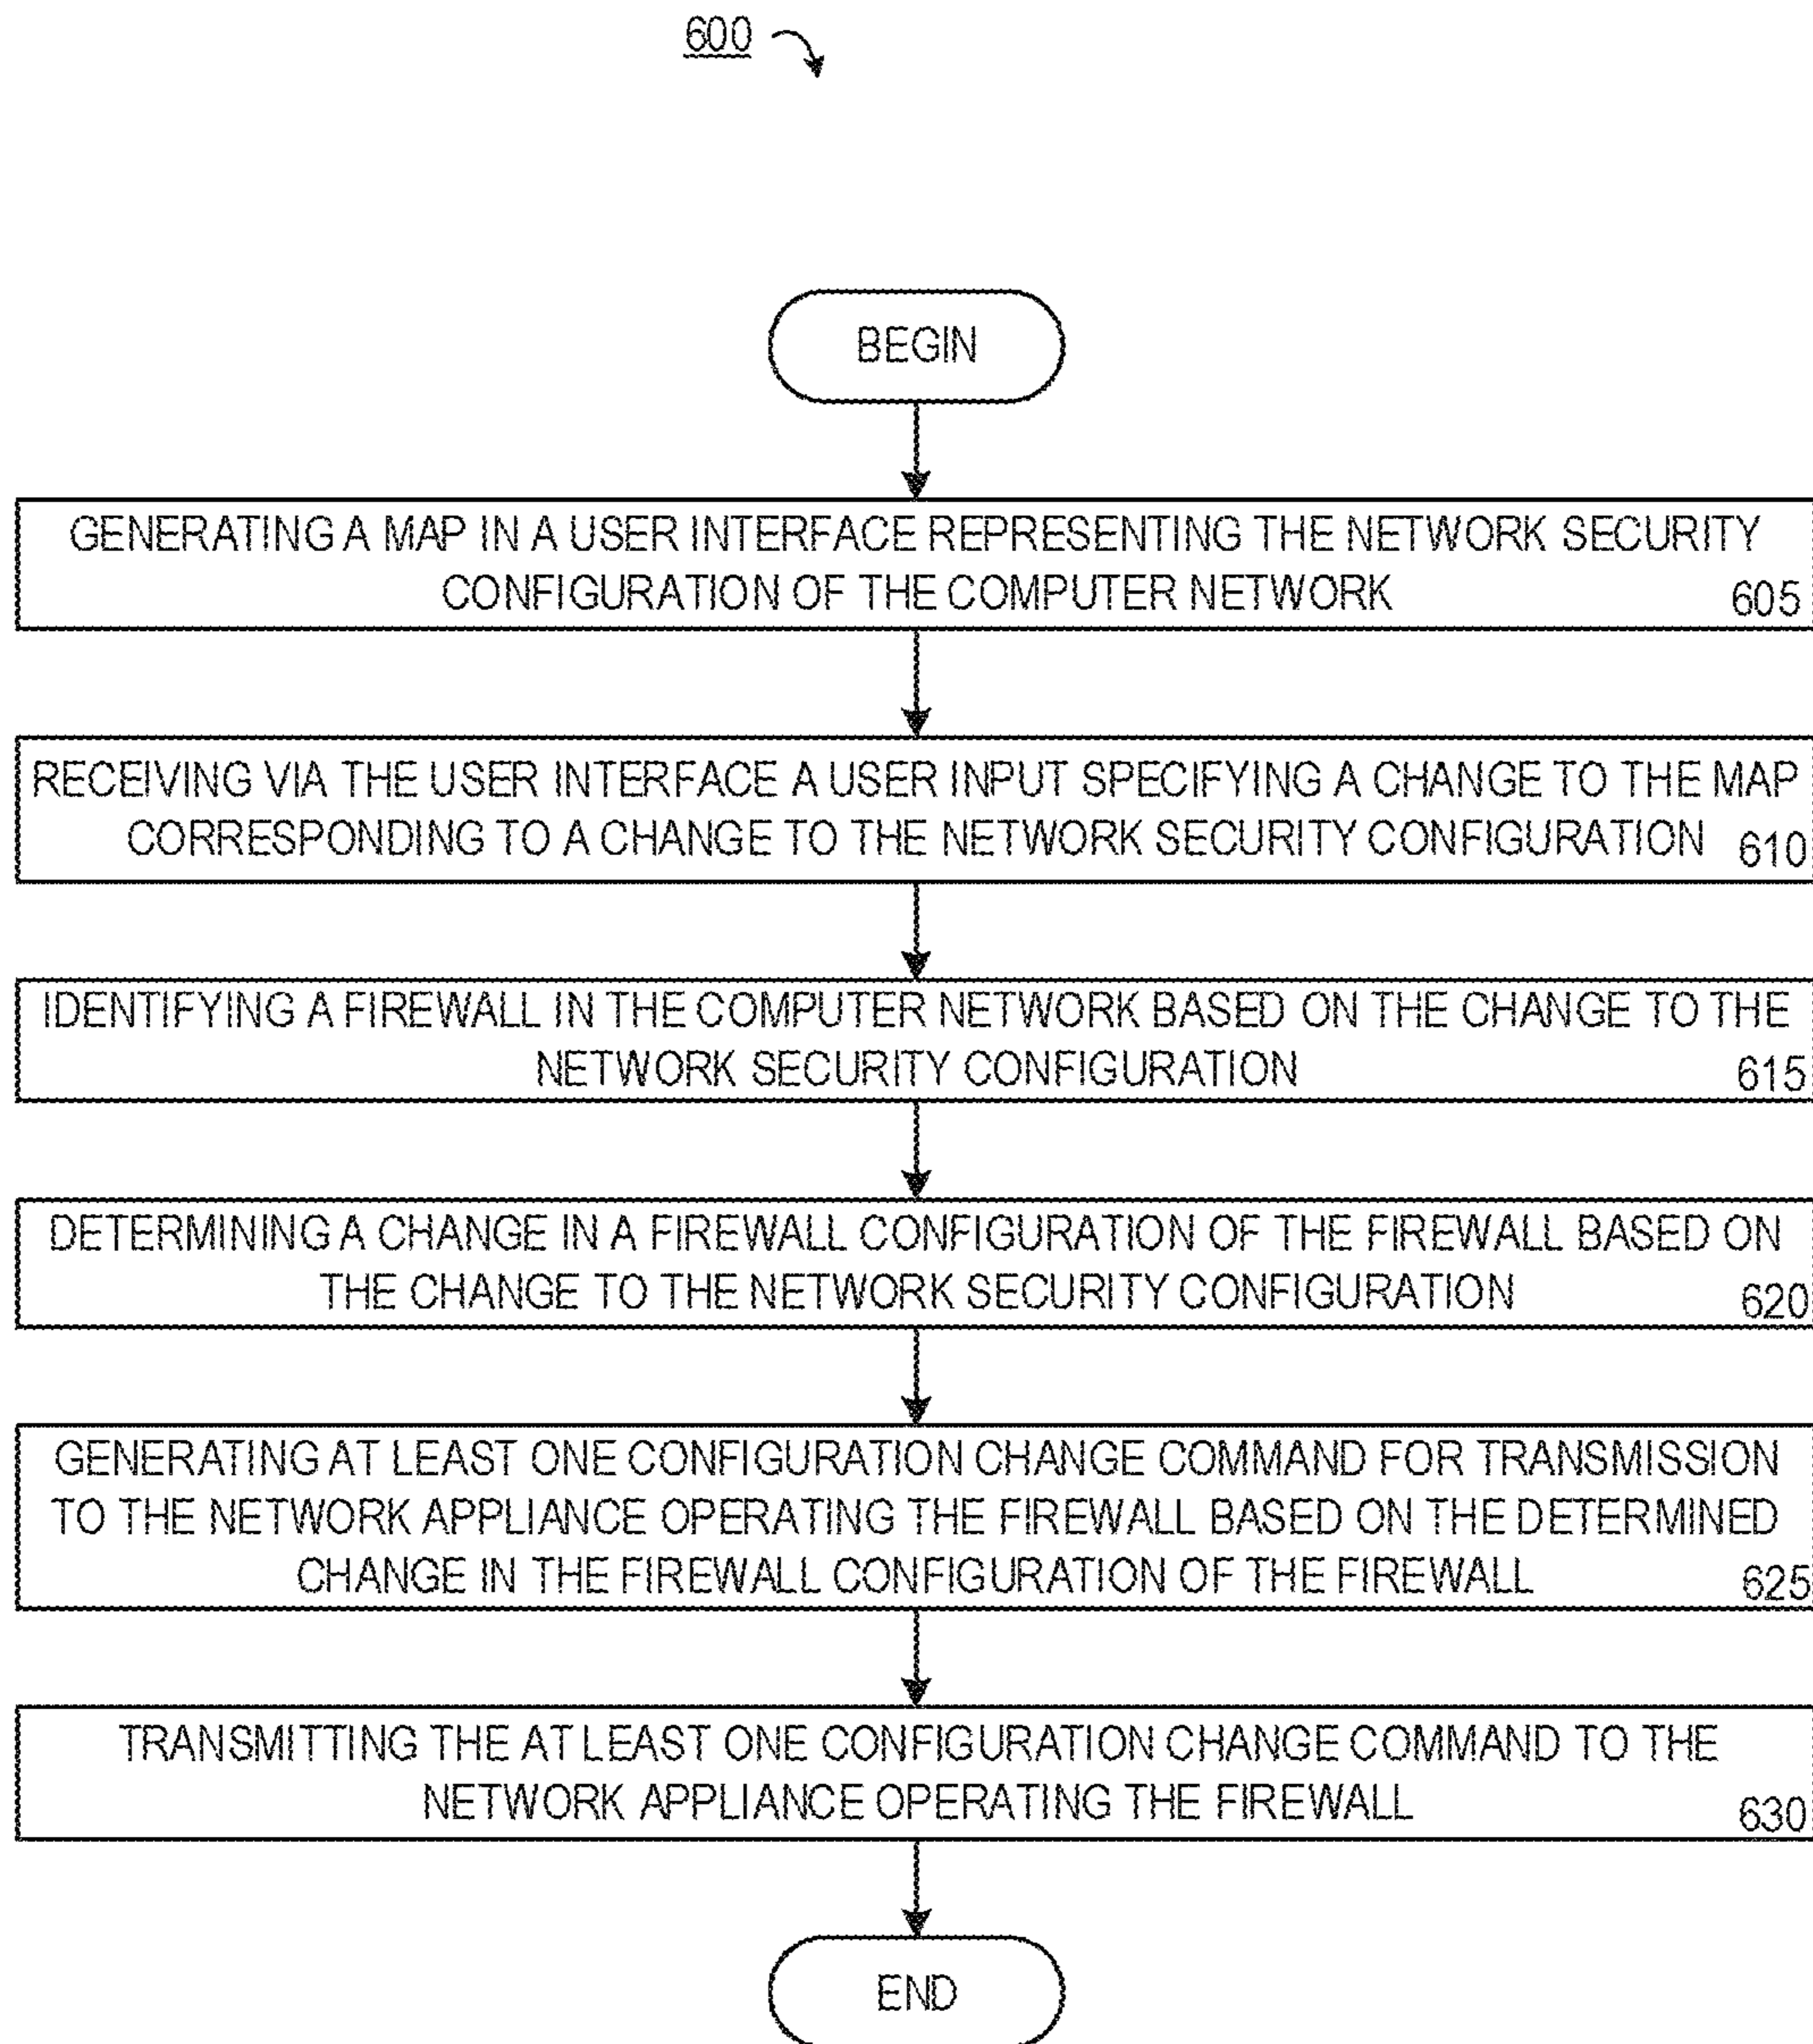 600
BEGIN
GENERATING A MAP IN A USER INTERFACE REPRESENTING THE NETWORK SECURITY
CONFIGURATION OF THE COMPUTER NETWORK
605
RECEIVING VIA THE USER INTERFACE A USER INPUT SPECIFYING A CHANGE TO THE MAP
CORRESPONDING TO A CHANGE TO THE NETWORK SECURITY CONFIGURATION
610
IDENTIFYING A FIREWALL IN THE COMPUTER NETWORK BASED ON THE CHANGE TO THE
NETWORK SECURITY CONFIGURATION
615
DETERMINING A CHANGE IN A FIREWALL CONFIGURATION OF THE FIREWALL BASED ON
THE CHANGE TO THE NETWORK SECURITY CONFIGURATION
620
GENERATING AT LEAST ONE CONFIGURATION CHANGE COMMAND FOR TRANSMISSION
TO THE NETWORK APPLIANCE OPERATING THE FIREWALL BASED ON THE DETERMINED
CHANGE IN THE FIREWALL CONFIGURATION OF THE FIREWALL
625
TRANSMITTING THE AT LEAST ONE CONFIGURATION CHANGE COMMAND TO THE
NETWORK APPLIANCE OPERATING THE FIREWALL
630
END